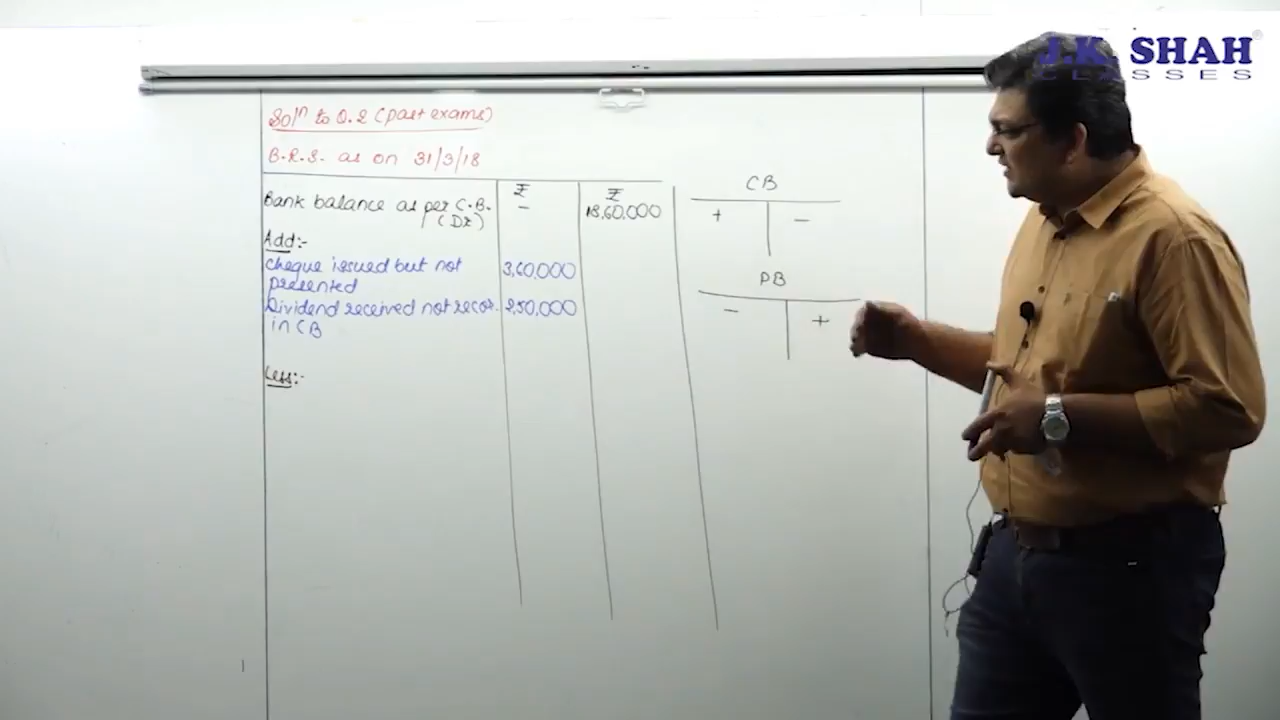 J.K. SHAH®
CLASSES
Solⁿ to Q.2 (past exams)
B.R.S. as on 31/3/18
₹ ₹
Bank balance as per C.B. - 18,60,000
(Dr)
Add:-
Cheque issued but not 3,60,000
presented
Dividend received not recor. 2,50,000
in CB
Less:-
CB
+ -
PB
- +